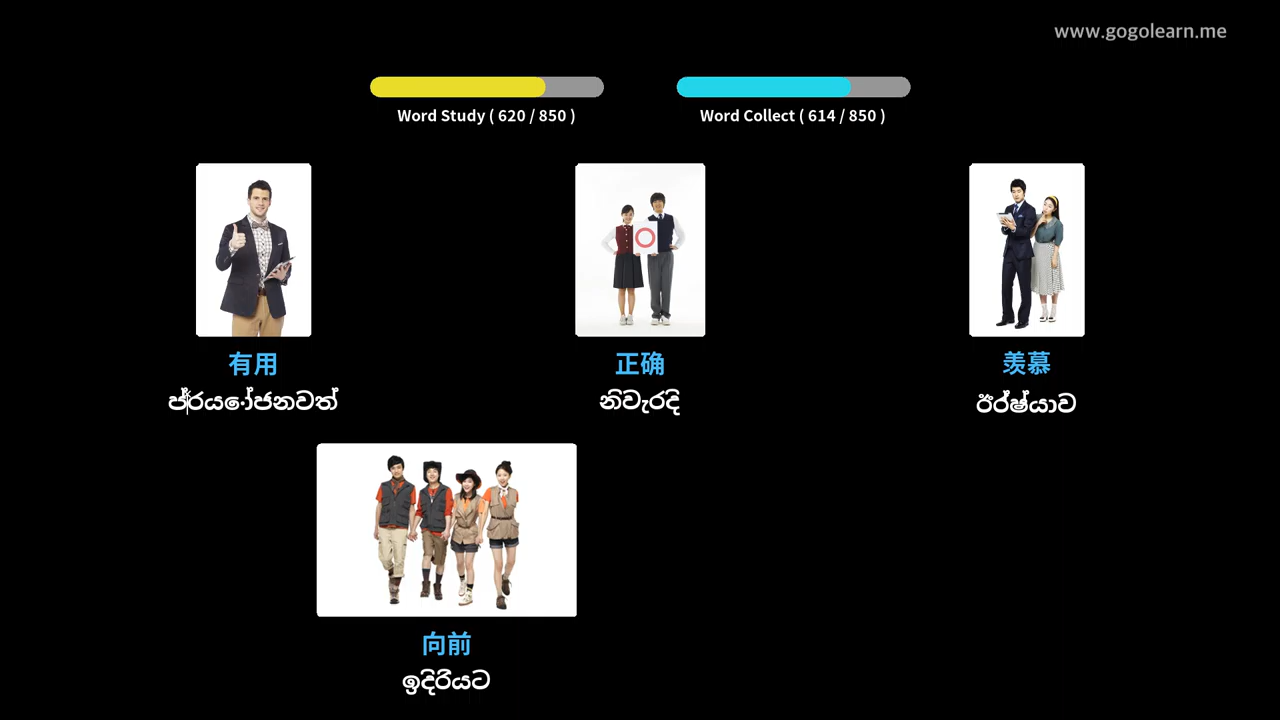 www.gogolearn.me
Word Study ( 620 / 850 )
Word Collect ( 614 / 850 )
有用
正确
羡慕
ප්රයෝජනවත්
නිවැරදි
ඊර්ෂ්යාව
向前
ඉදිරියට